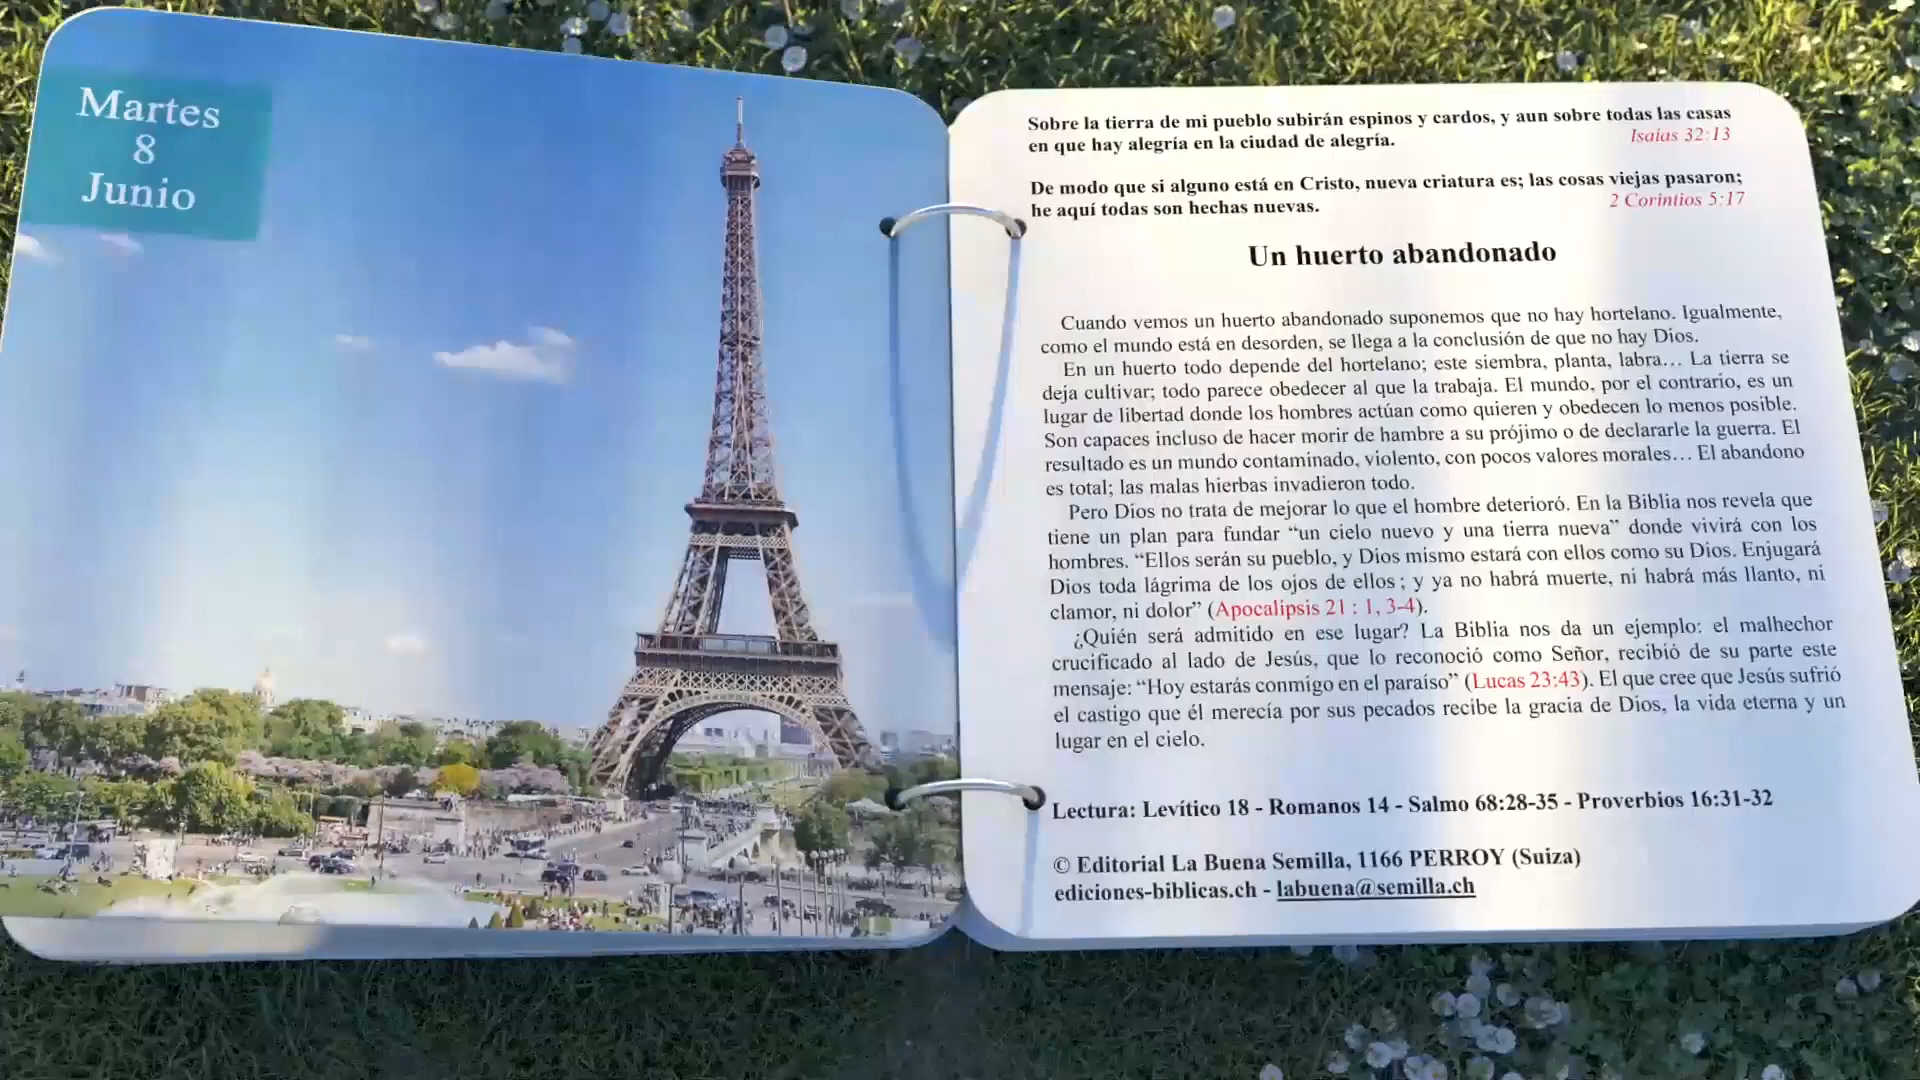 Martes
8
Junio
Sobre la tierra de mi pueblo subirán espinos y cardos, y aun sobre todas las casas
en que hay alegría en la ciudad de alegría.
Isaías 32:13
De modo que si alguno está en Cristo, nueva criatura es; las cosas viejas pasaron;
he aquí todas son hechas nuevas.
2 Corintios 5:17
Un huerto abandonado
Cuando vemos un huerto abandonado suponemos que no hay hortelano. Igualmente,
como el mundo está en desorden, se llega a la conclusión de que no hay Dios.
En un huerto todo depende del hortelano; este siembra, planta, labra… La tierra se
deja cultivar; todo parece obedecer al que la trabaja. El mundo, por el contrario, es un
lugar de libertad donde los hombres actúan como quieren y obedecen lo menos posible.
Son capaces incluso de hacer morir de hambre a su prójimo o de declararle la guerra. El
resultado es un mundo contaminado, violento, con pocos valores morales… El abandono
es total; las malas hierbas invadieron todo.
Pero Dios no trata de mejorar lo que el hombre deterioró. En la Biblia nos revela que
tiene un plan para fundar “un cielo nuevo y una tierra nueva” donde vivirá con los
hombres. “Ellos serán su pueblo, y Dios mismo estará con ellos como su Dios. Enjugará
Dios toda lágrima de los ojos de ellos; y ya no habrá muerte, ni habrá más llanto, ni
clamor, ni dolor” (Apocalipsis 21 : 1, 3-4).
¿Quién será admitido en ese lugar? La Biblia nos da un ejemplo: el malhechor
crucificado al lado de Jesús, que lo reconoció como Señor, recibió de su parte este
mensaje: “Hoy estarás conmigo en el paraíso” (Lucas 23:43). El que cree que Jesús sufrió
el castigo que él merecía por sus pecados recibe la gracia de Dios, la vida eterna y un
lugar en el cielo.
Lectura: Levítico 18 - Romanos 14 - Salmo 68:28-35 - Proverbios 16:31-32
© Editorial La Buena Semilla, 1166 PERROY (Suiza)
ediciones-biblicas.ch - labuena@semilla.ch